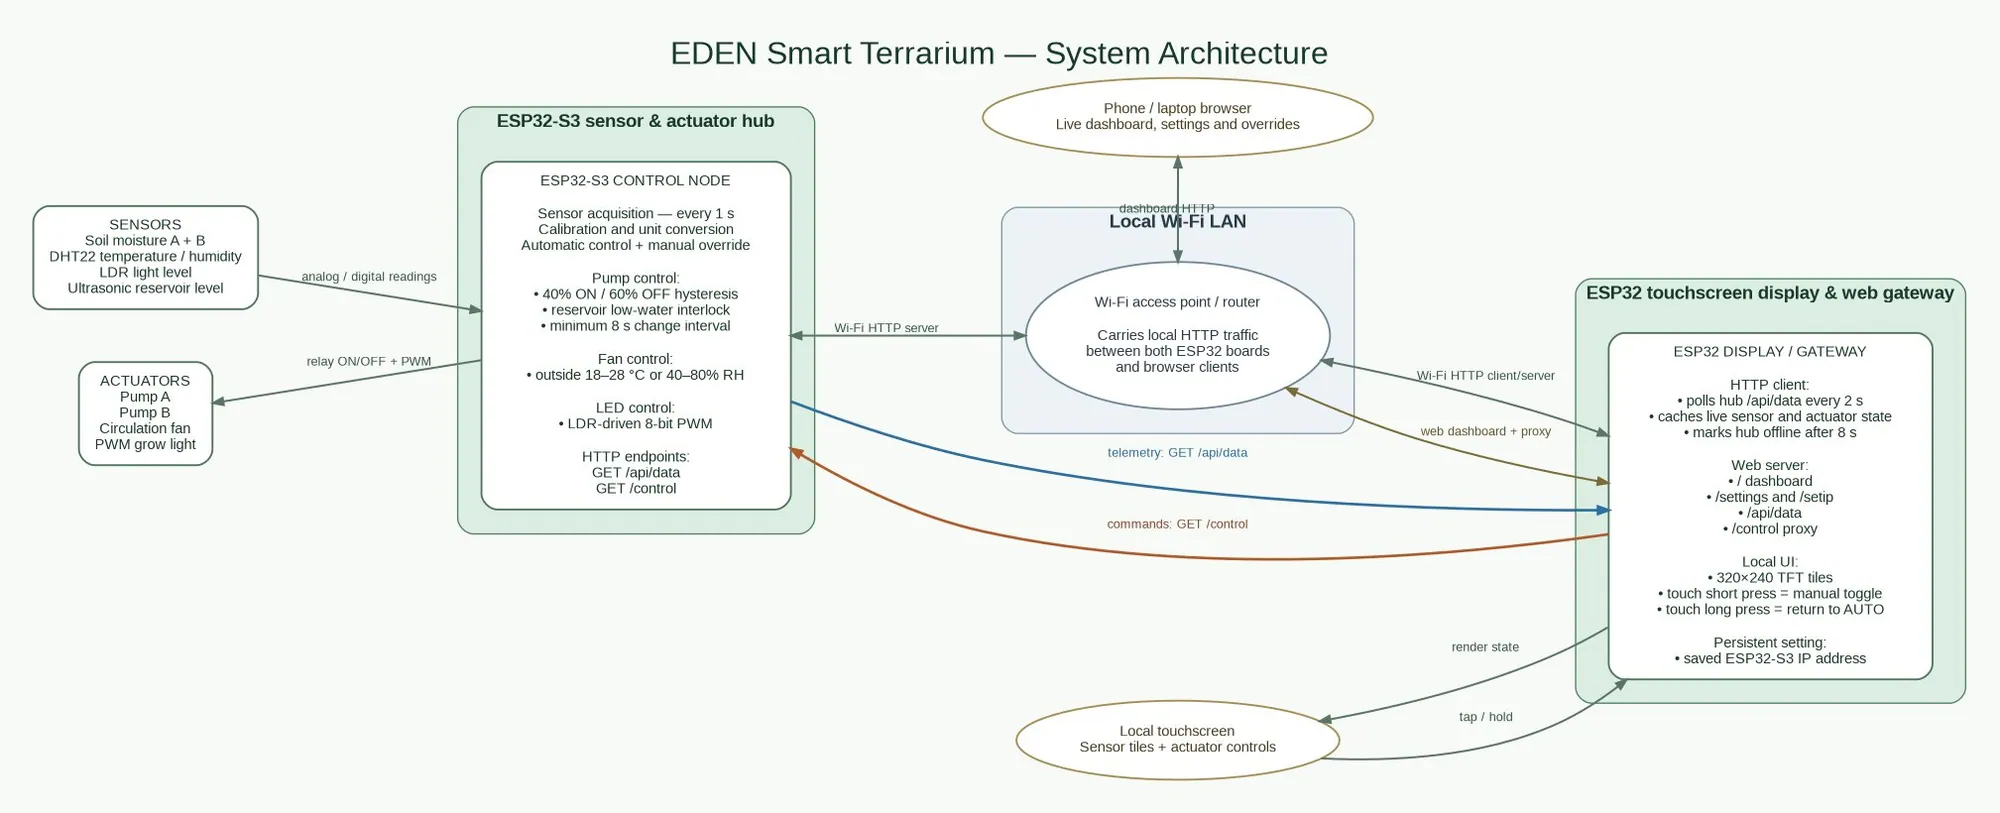 EDEN Smart Terrarium — System Architecture
Phone / laptop browser
Live dashboard, settings and overrides
dashboard HTTP
Local Wi-Fi LAN
Wi-Fi access point / router
Carries local HTTP traffic
between both ESP32 boards
and browser clients
ESP32-S3 sensor & actuator hub
ESP32-S3 CONTROL NODE
Sensor acquisition — every 1 s
Calibration and unit conversion
Automatic control + manual override
Pump control:
• 40% ON / 60% OFF hysteresis
• reservoir low-water interlock
• minimum 8 s change interval
Fan control:
• outside 18–28 °C or 40–80% RH
LED control:
• LDR-driven 8-bit PWM
HTTP endpoints:
GET /api/data
GET /control
SENSORS
Soil moisture A + B
DHT22 temperature / humidity
LDR light level
Ultrasonic reservoir level
analog / digital readings
relay ON/OFF + PWM
ACTUATORS
Pump A
Pump B
Circulation fan
PWM grow light
Wi-Fi HTTP server
Wi-Fi HTTP client/server
web dashboard + proxy
telemetry: GET /api/data
commands: GET /control
ESP32 touchscreen display & web gateway
ESP32 DISPLAY / GATEWAY
HTTP client:
• polls hub /api/data every 2 s
• caches live sensor and actuator state
• marks hub offline after 8 s
Web server:
• / dashboard
• /settings and /setip
• /api/data
• /control proxy
Local UI:
• 320×240 TFT tiles
• touch short press = manual toggle
• touch long press = return to AUTO
Persistent setting:
• saved ESP32-S3 IP address
render state
tap / hold
Local touchscreen
Sensor tiles + actuator controls